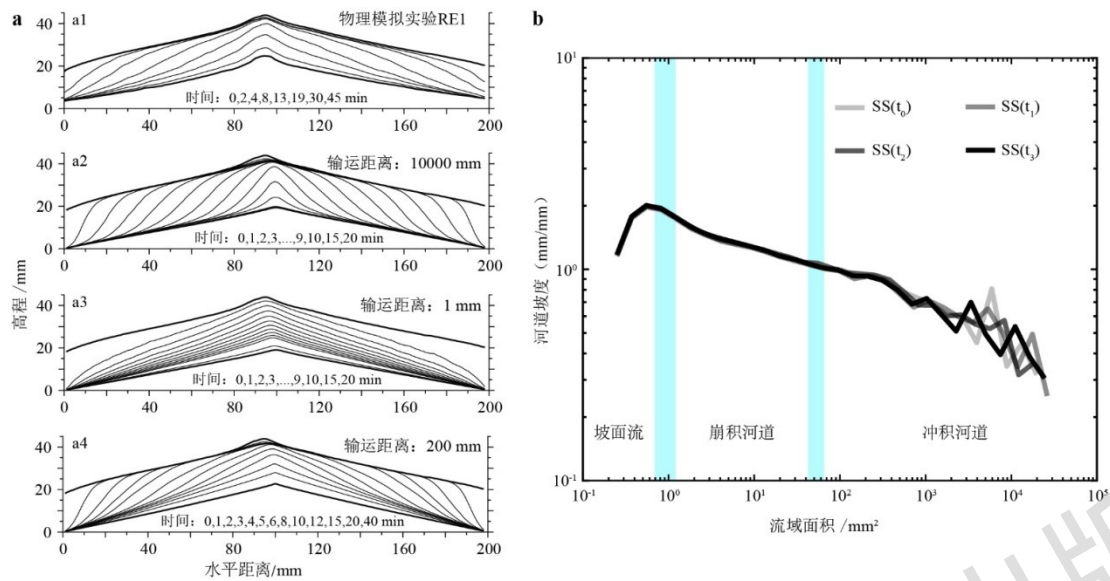 a
a1
物理模拟实验RE1
时间：0,2,4,8,13,19,30,45 min
40
20
0
0 40 80 120 160 200
a2
输运距离：10000 mm
时间：0,1,2,3,...,9,10,15,20 min
40
20
0
0 40 80 120 160 200
a3
输运距离：1 mm
时间：0,1,2,3,...,9,10,15,20 min
40
20
0
0 40 80 120 160 200
a4
输运距离：200 mm
时间：0,1,2,3,4,5,6,8,10,12,15,20,40 min
40
20
0
0 40 80 120 160 200
高程/mm
水平距离/mm
b
SS(t₀) SS(t₁)
SS(t₂) SS(t₃)
坡面流 崩积河道 冲积河道
10¹
10⁰
10⁻¹
河道坡度（mm/mm）
10⁻¹ 10⁰ 10¹ 10² 10³ 10⁴ 10⁵
流域面积 /mm²